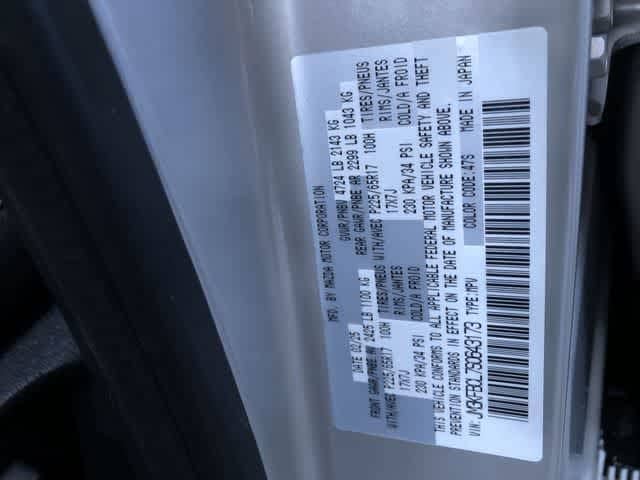 MFD. BY MAZDA MOTOR CORPORATION
DATE 02/25 GVWR/PNBV 4724 LB 2143 KG
FRONT GAWR/PNBE AV 2425 LB 1100 KG REAR GAWR/PNBE AR 2299 LB 1043 KG
WITH/AVEC P225/65R17 100H TIRES/PNEUS WITH/AVEC P225/65R17 100H TIRES/PNEUS
17X7J RIMS/JANTES 17X7J RIMS/JANTES
230 KPA/34 PSI COLD/A FROID 230 KPA/34 PSI COLD/A FROID
THIS VEHICLE CONFORMS TO ALL APPLICABLE FEDERAL MOTOR VEHICLE SAFETY AND THEFT
PREVENTION STANDARDS IN EFFECT ON THE DATE OF MANUFACTURE SHOWN ABOVE.
COLOR CODE:47S MADE IN JAPAN
VIN: JM3KFBCL7S0643173 TYPE:MPV